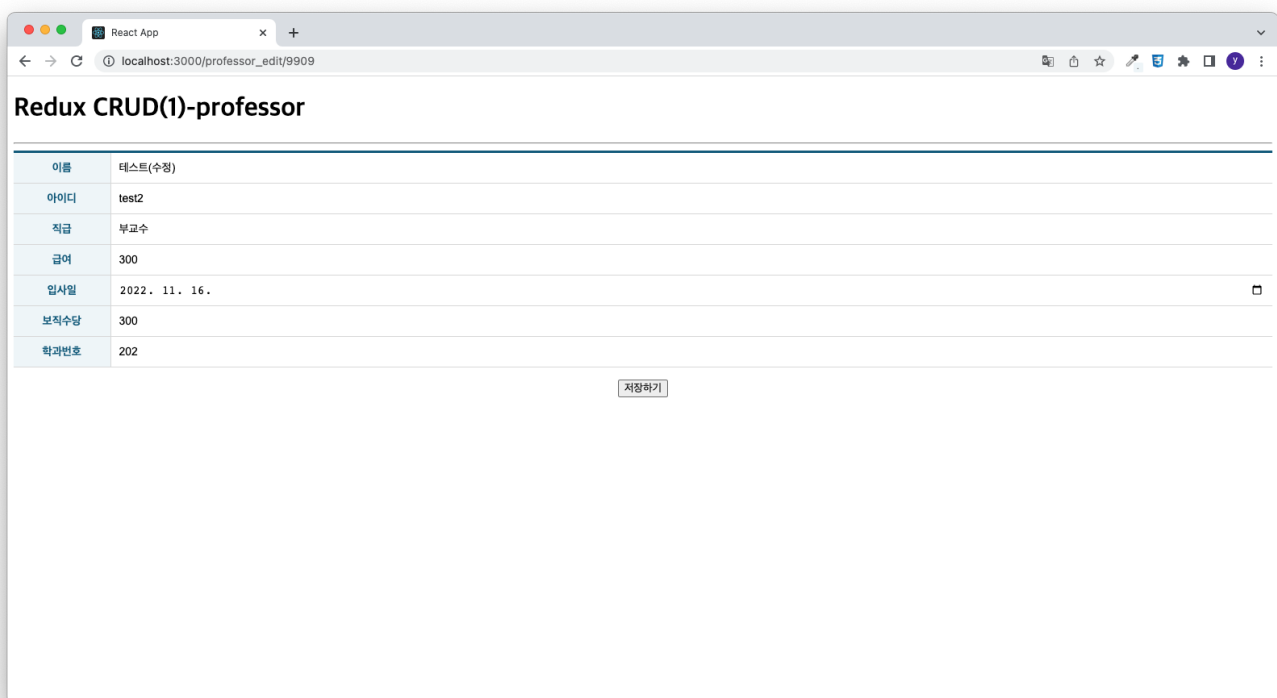 React App
localhost:3000/professor_edit/9909
y
Redux CRUD(1)-professor
이름 테스트(수정)
아이디 test2
직급 부교수
급여 300
입사일 2022. 11. 16.
보직수당 300
학과번호 202
저장하기